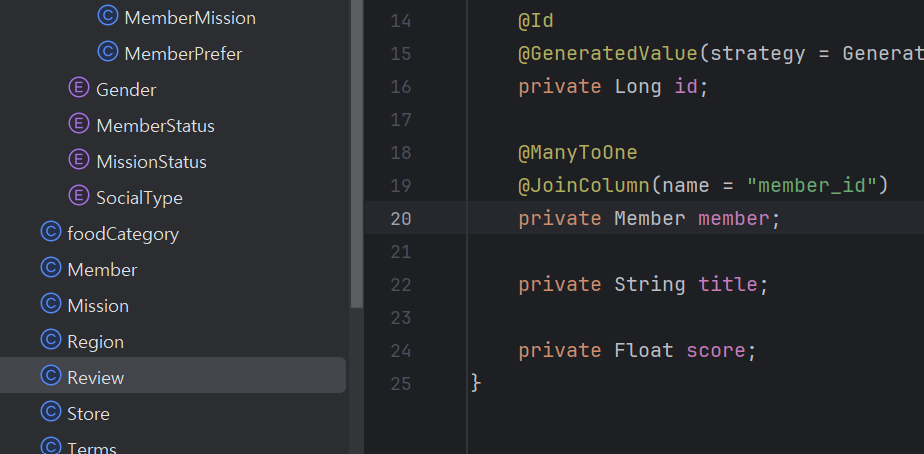 MemberMission
MemberPrefer
Gender
MemberStatus
MissionStatus
SocialType
foodCategory
Member
Mission
Region
Review
Store
Terms
14 @Id
15 @GeneratedValue(strategy = Generat
16 private Long id;
17
18 @ManyToOne
19 @JoinColumn(name = "member_id")
20 private Member member;
21
22 private String title;
23
24 private Float score;
25 }